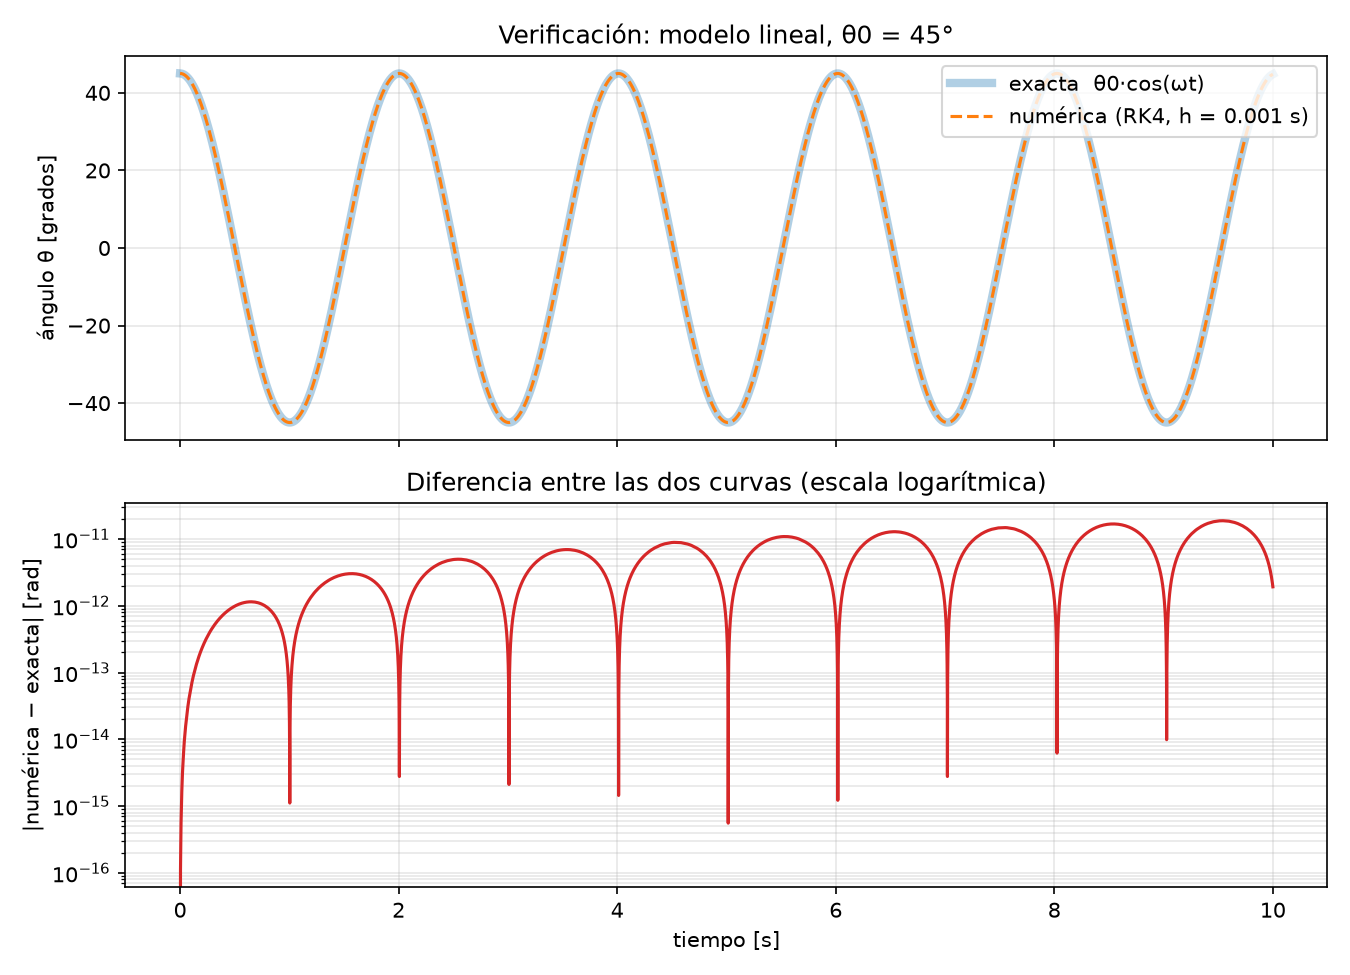 Verificación: modelo lineal, θ0 = 45°
exacta θ0·cos(ωt)
numérica (RK4, h = 0.001 s)
ángulo θ [grados]
40
20
0
−20
−40
Diferencia entre las dos curvas (escala logarítmica)
|numérica − exacta| [rad]
10⁻¹¹
10⁻¹²
10⁻¹³
10⁻¹⁴
10⁻¹⁵
10⁻¹⁶
0 2 4 6 8 10
tiempo [s]